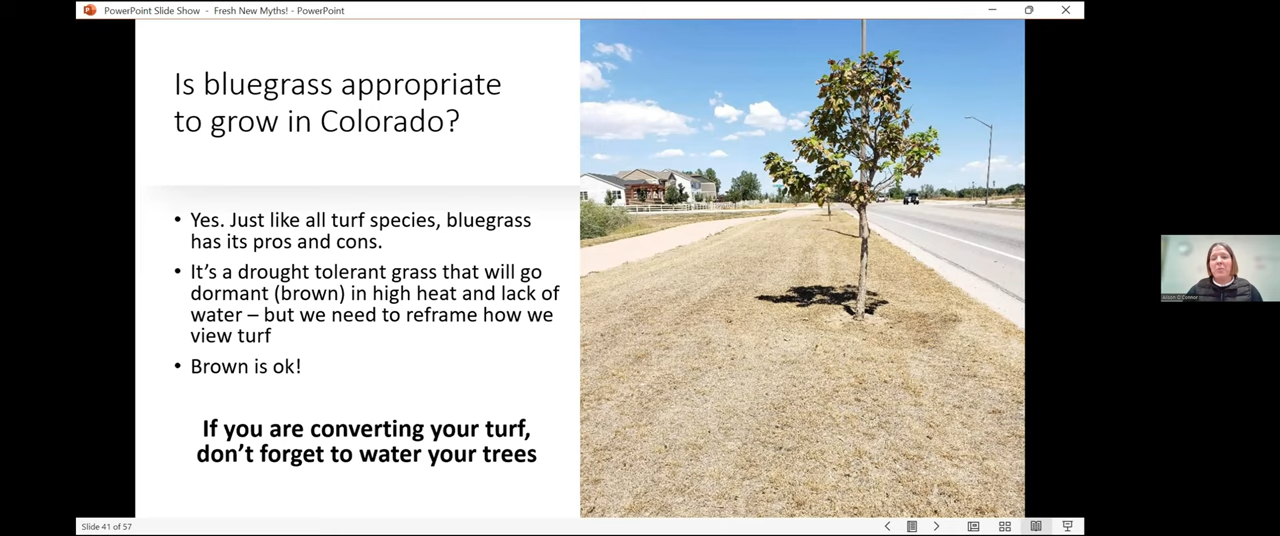 PowerPoint Slide Show - Fresh New Myths! - PowerPoint
Is bluegrass appropriate
to grow in Colorado?
• Yes. Just like all turf species, bluegrass
has its pros and cons.
• It's a drought tolerant grass that will go
dormant (brown) in high heat and lack of
water – but we need to reframe how we
view turf
• Brown is ok!
If you are converting your turf,
don't forget to water your trees
Alison O'Connor
Slide 41 of 57